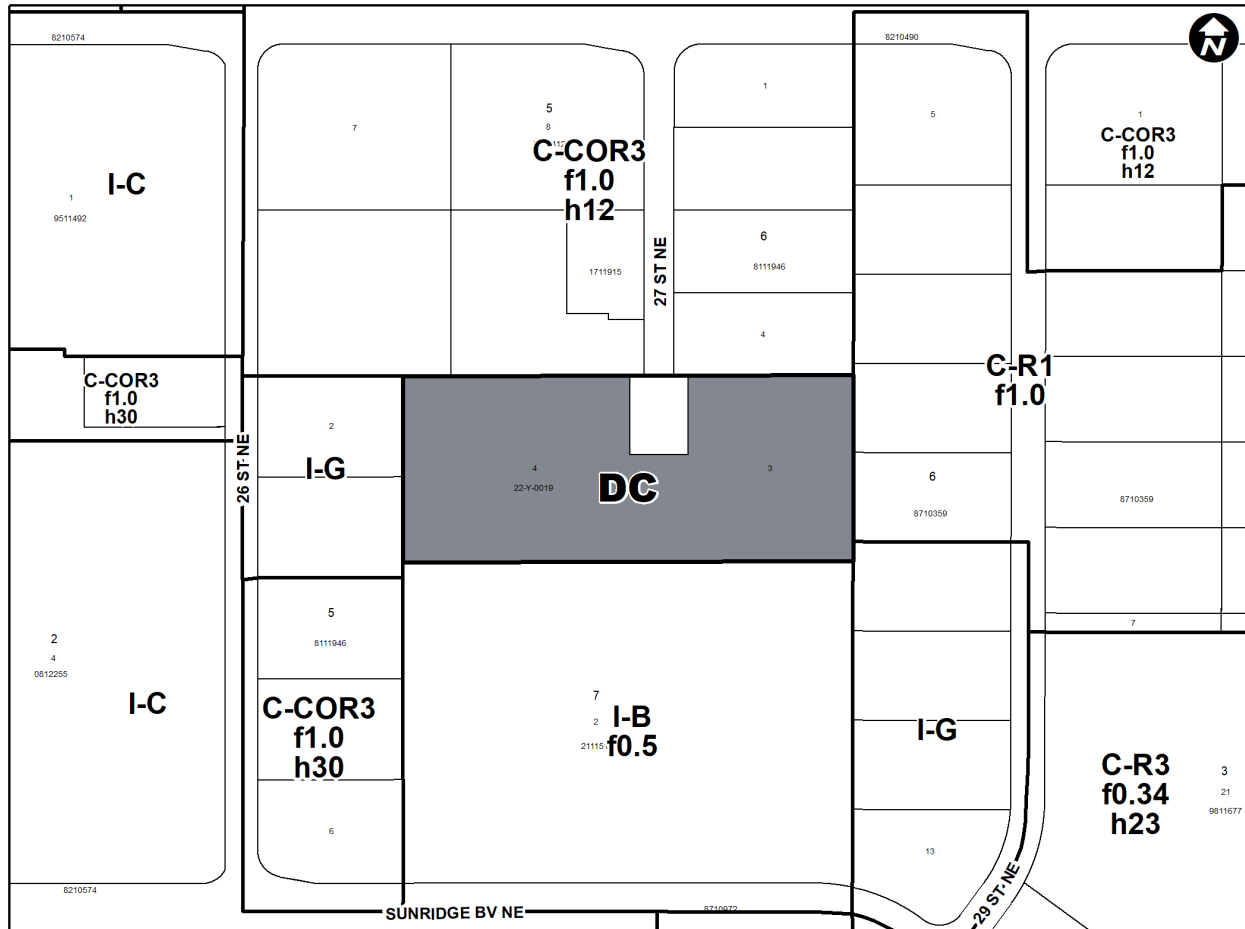 8210574
8210490
N
1
5
8
7
5
1
C-COR3
f1.0
h12
C-COR3
f1.0
h12
I-C
1
9511492
6
8111946
27 ST NE
1711915
4
C-R1
f1.0
C-COR3
f1.0
h30
2
I-G
26 ST NE
4
22-Y-0019
DC
3
6
8710359
8710359
5
8111946
7
2
4
0812255
I-C
C-COR3
f1.0
h30
7
2
I-B
f0.5
I-G
C-R3
f0.34
h23
3
21
9811677
6
13
8210574
SUNRIDGE BV NE
8710972
29 ST NE